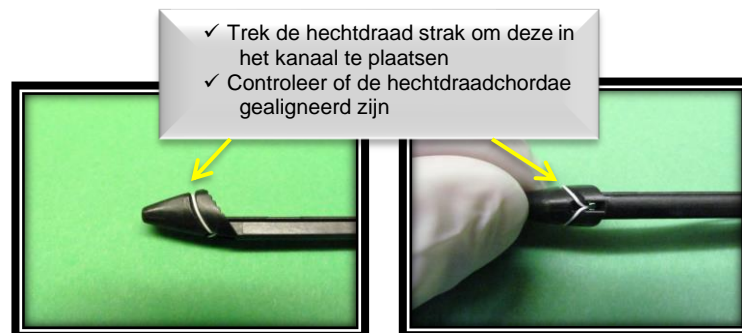 ✓ Trek de hechtdraad strak om deze in
het kanaal te plaatsen
✓ Controleer of de hechtdraadchordae
gealigneerd zijn